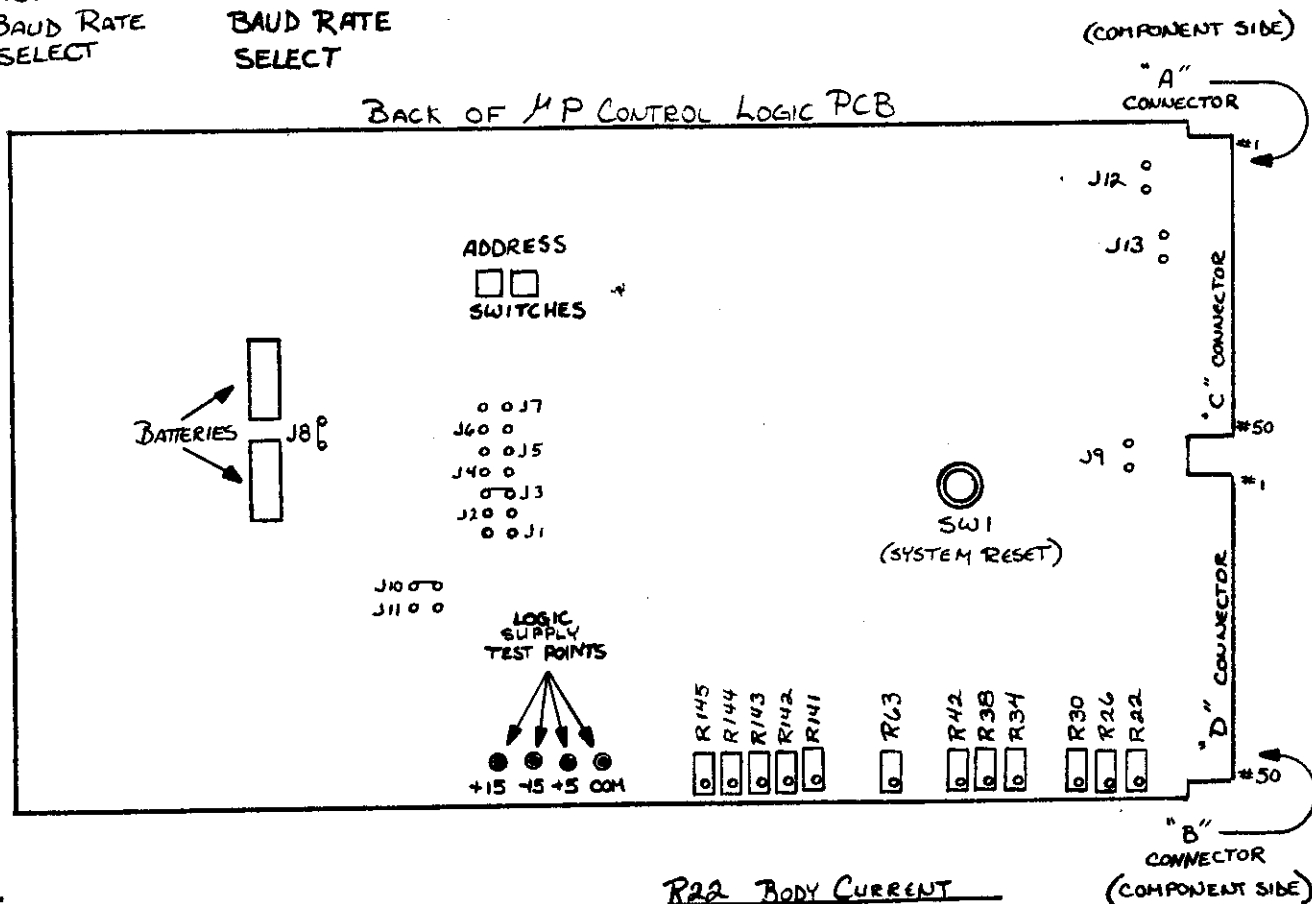 BAUD RATE
SELECT
BAUD RATE
SELECT
(COMPONENT SIDE)
"A"
CONNECTOR
BACK OF μP CONTROL LOGIC PCB
#1
J12
J13
ADDRESS
SWITCHES
"C" CONNECTOR
BATTERIES
J8
J7
J6
J5
J4
J3
J2
J1
#50
J9
#1
SW1
(SYSTEM RESET)
J10
J11
LOGIC
SUPPLY
TEST POINTS
+15 -15 +5 COM
R145
R144
R143
R142
R141
R63
R42
R38
R34
R30
R26
R22
"D" CONNECTOR
#50
"B"
CONNECTOR
(COMPONENT SIDE)
R22 BODY CURRENT